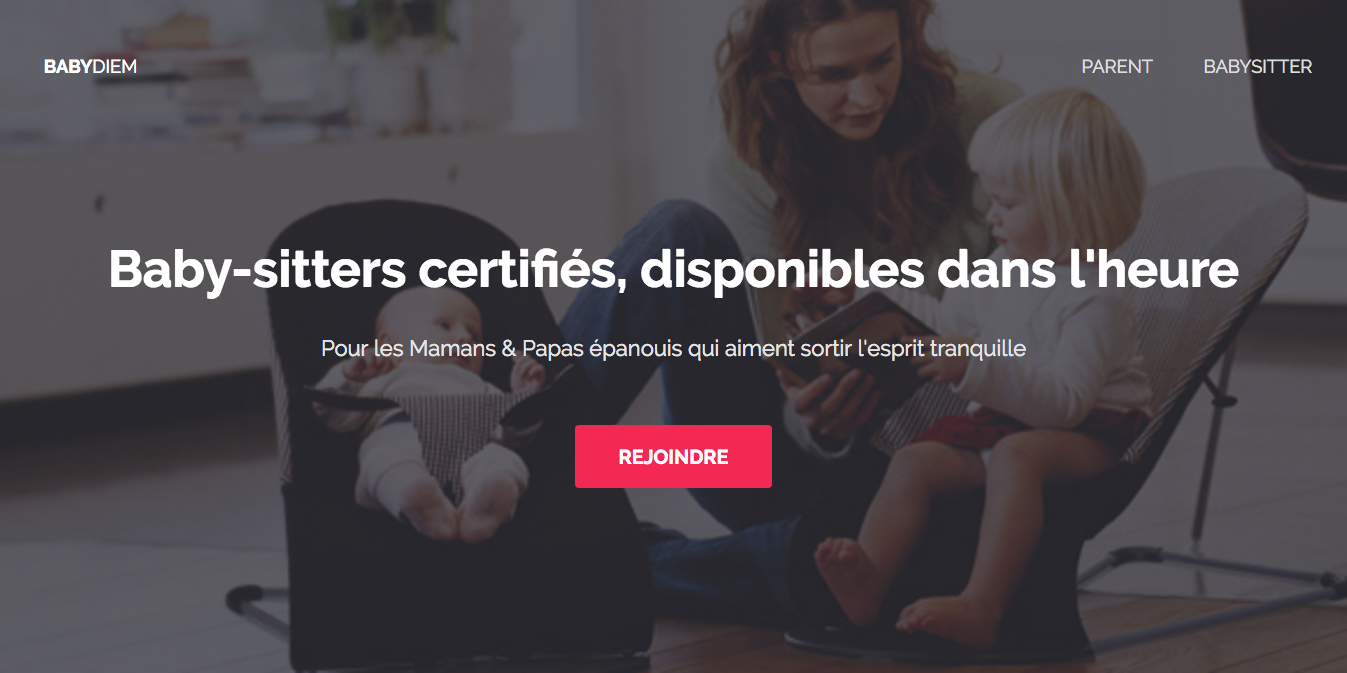 BABYDIEM
PARENT
BABYSITTER
Baby-sitters certifiés, disponibles dans l'heure
Pour les Mamans & Papas épanouis qui aiment sortir l'esprit tranquille
REJOINDRE